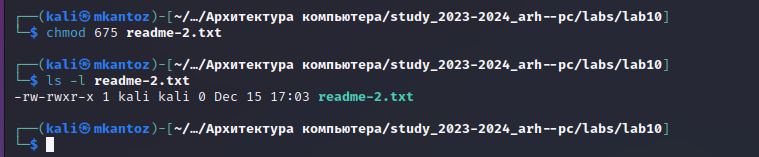 ┌──(kali㉿mkantoz)-[~/…/Архитектура компьютера/study_2023-2024_arh--pc/labs/lab10]
└─$ chmod 675 readme-2.txt
┌──(kali㉿mkantoz)-[~/…/Архитектура компьютера/study_2023-2024_arh--pc/labs/lab10]
└─$ ls -l readme-2.txt
-rw-rwxr-x 1 kali kali 0 Dec 15 17:03 readme-2.txt
┌──(kali㉿mkantoz)-[~/…/Архитектура компьютера/study_2023-2024_arh--pc/labs/lab10]
└─$